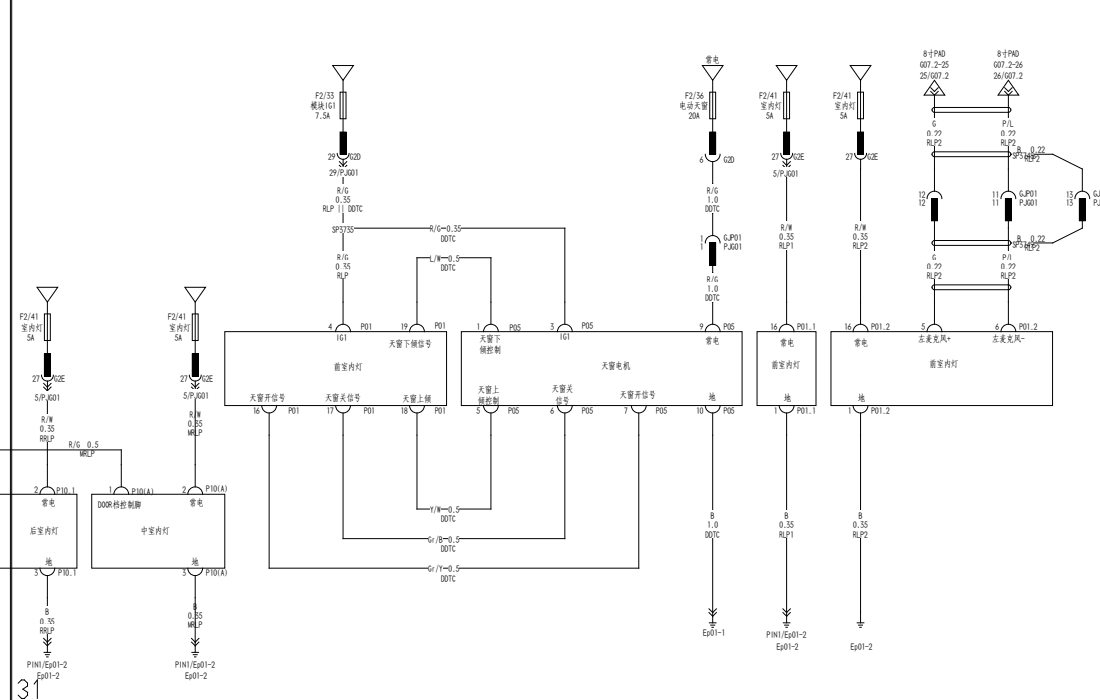 常电
8寸PAD
G07.2-25
25/G07.2
8寸PAD
G07.2-26
26/G07.2
F2/33
模块IG1
7.5A
F2/36
电动天窗
20A
F2/41
室内灯
5A
F2/41
室内灯
5A
G
0.22
RLP2
P/L
0.22
RLP2
B 0.22
RLP2
29 G2D
29/PJG01
6 G2D
27 G2E
5/PJG01
27 G2E
R/G
0.35
RLP || DDTC
R/G
1.0
DDTC
12
12
11 GJP01
11 PJG01
13
13
SP3735
R/G 0.35
DDTC
R/W
0.35
RLP1
R/W
0.35
RLP2
1 GJP01
1 PJG01
B 0.22
RLP2
R/G
0.35
RLP
L/W 0.5
DDTC
R/G
1.0
DDTC
G
0.22
RLP2
P/L
0.22
RLP2
F2/41
室内灯
5A
F2/41
室内灯
5A
4 P01
IG1
19 P01
天窗下倾信号
前室内灯
天窗开信号
天窗关信号
天窗上倾
16 P01
17 P01
18 P01
1 P05
天窗下
倾控制
3 P05
IG1
9 P05
常电
天窗电机
天窗上
倾控制
天窗关
信号
天窗开信号
地
5 P05
6 P05
7 P05
10 P05
16 P01.1
常电
前室内灯
地
1 P01.1
16 P01.2
常电
5
左麦克风+
6 P01.2
左麦克风-
前室内灯
地
1 P01.2
27 G2E
5/PJG01
27 G2E
5/PJG01
R/W
0.35
RRLP
R/W
0.35
MRLP
R/G 0.5
MRLP
2 P10.1
常电
后室内灯
地
3 P10.1
1 P10(A)
DOOR档控制脚
2 P10(A)
常电
中室内灯
地
3 P10(A)
Y/W 0.5
DDTC
Gr/B 0.5
DDTC
Gr/Y 0.5
DDTC
B
1.0
DDTC
B
0.35
RLP1
B
0.35
RLP2
B
0.35
RRLP
B
0.35
MRLP
Ep01-1
PIN1/Ep01-2
Ep01-2
Ep01-2
PIN1/Ep01-2
Ep01-2
PIN1/Ep01-2
Ep01-2
31